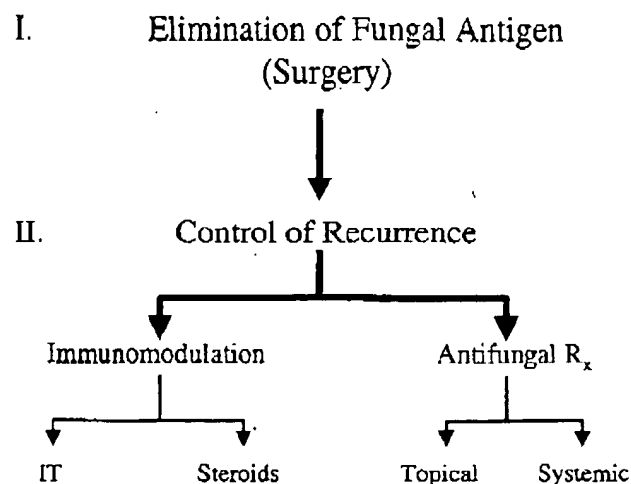 I. Elimination of Fungal Antigen
(Surgery)
II. Control of Recurrence
Immunomodulation Antifungal Rx
IT Steroids Topical Systemic